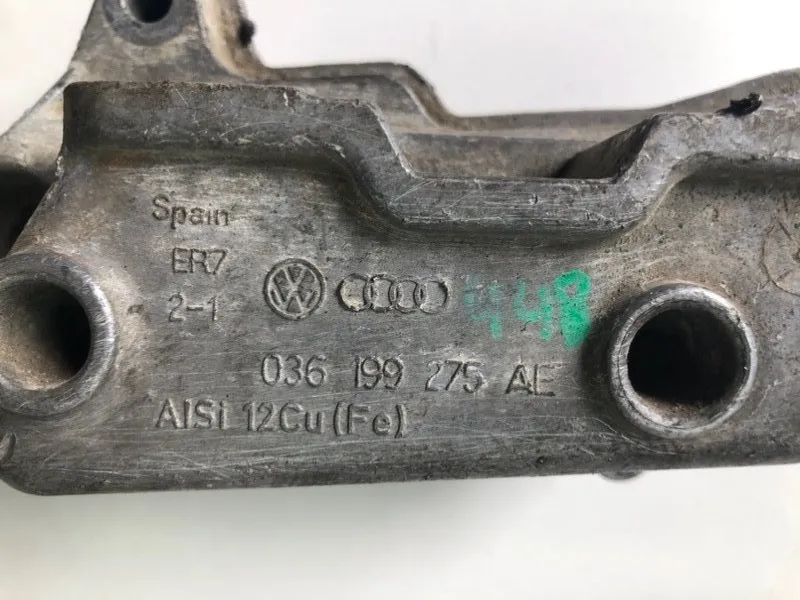 Spain
ER7
2-1
448
036 199 275 AE
AlSi 12Cu(Fe)